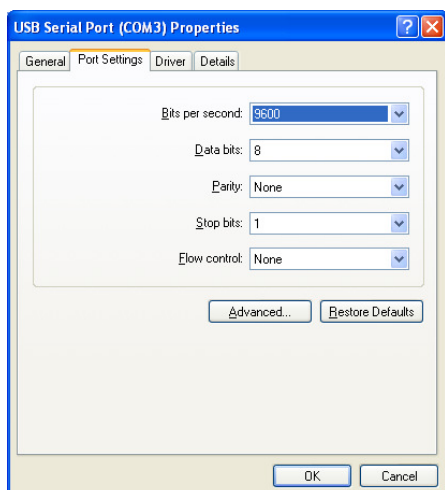 USB Serial Port (COM3) Properties
General Port Settings Driver Details
Bits per second: 9600
Data bits: 8
Parity: None
Stop bits: 1
Flow control: None
Advanced... Restore Defaults
OK Cancel